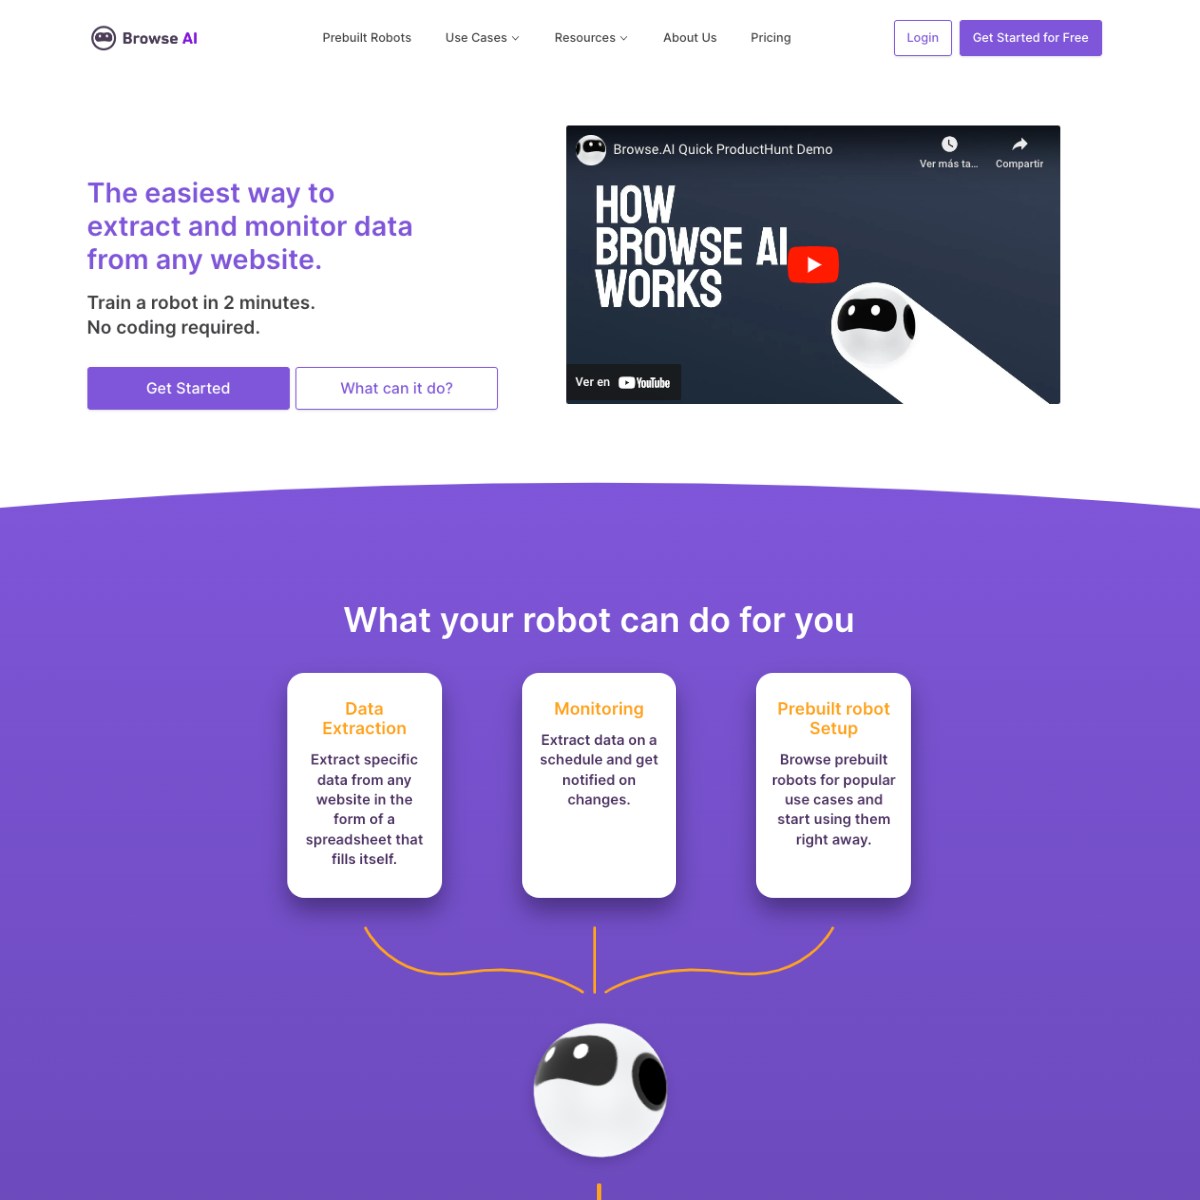 Browse AI
Prebuilt Robots
Use Cases
Resources
About Us
Pricing
Login
Get Started for Free
The easiest way to
extract and monitor data
from any website.
Train a robot in 2 minutes.
No coding required.
Get Started
What can it do?
Browse.AI Quick ProductHunt Demo
Ver más ta...
Compartir
HOW
BROWSE AI
WORKS
Ver en YouTube
What your robot can do for you
Data
Extraction
Extract specific
data from any
website in the
form of a
spreadsheet that
fills itself.
Monitoring
Extract data on a
schedule and get
notified on
changes.
Prebuilt robot
Setup
Browse prebuilt
robots for popular
use cases and
start using them
right away.